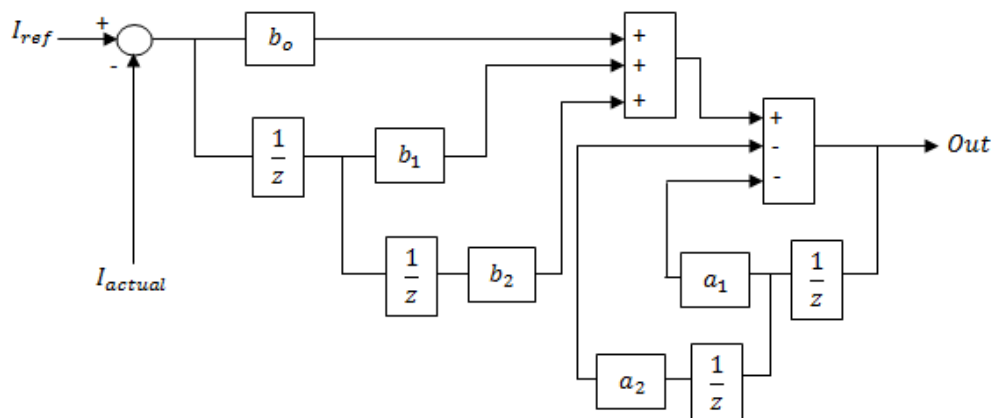 I_ref
+
-
b_o
+
+
+
+
-
-
Out
1/z
b_1
1/z
b_2
I_actual
a_1
1/z
a_2
1/z